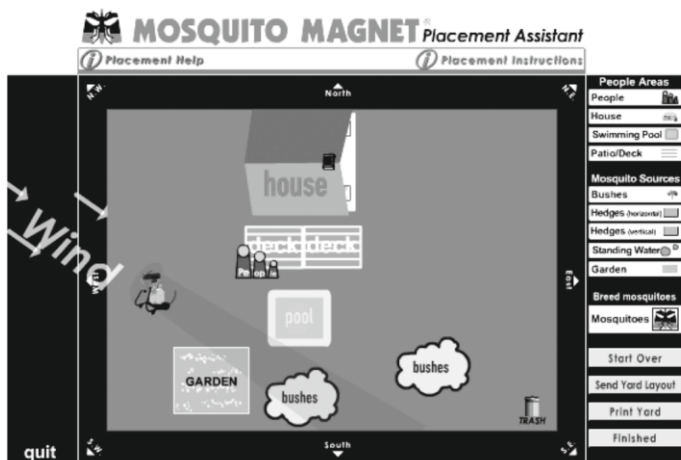 MOSQUITO MAGNET® Placement Assistant
i Placement Help
i Placement Instructions
N.W.
North
N.E.
People Areas
People
House
Swimming Pool
Patio/Deck
Mosquito Sources
Bushes
Hedges (horizontal)
Hedges (vertical)
Standing Water
Garden
Breed mosquitoes
Mosquitoes
Start Over
Send Yard Layout
Print Yard
Finished
Wind
West
East
house
deck deck
People
pool
GARDEN
bushes
bushes
TRASH
S.W.
South
S.E.
quit